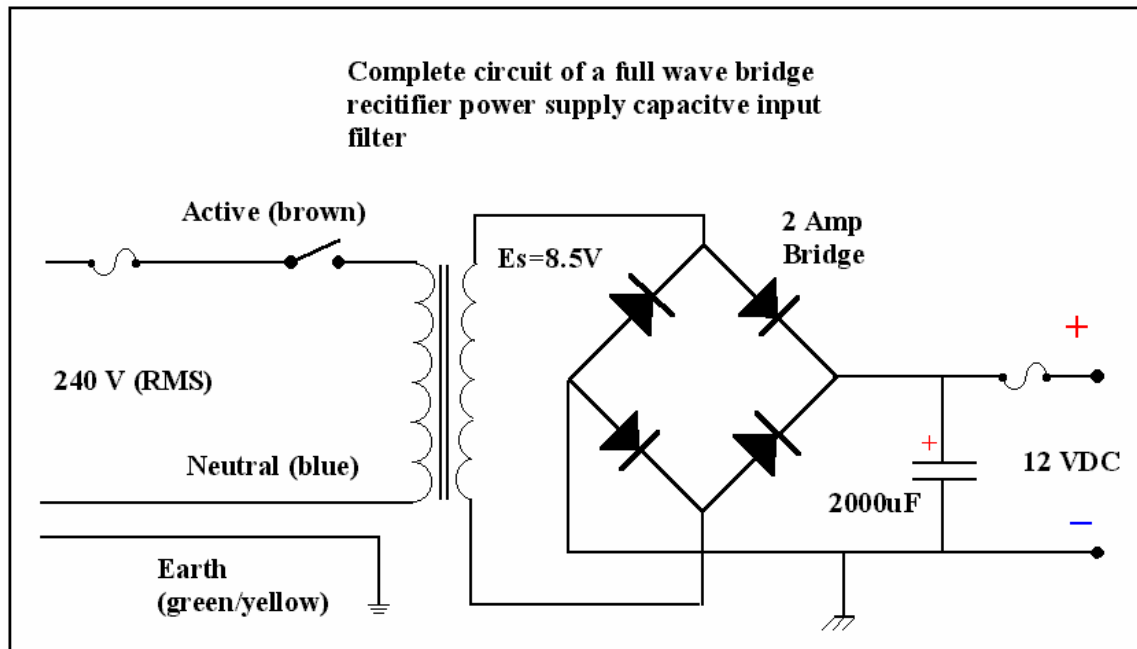 Complete circuit of a full wave bridge
recitifier power supply capacitve input
filter
Active (brown)
2 Amp
Bridge
Es=8.5V
+
240 V (RMS)
+
12 VDC
Neutral (blue)
2000uF
−
Earth
(green/yellow)